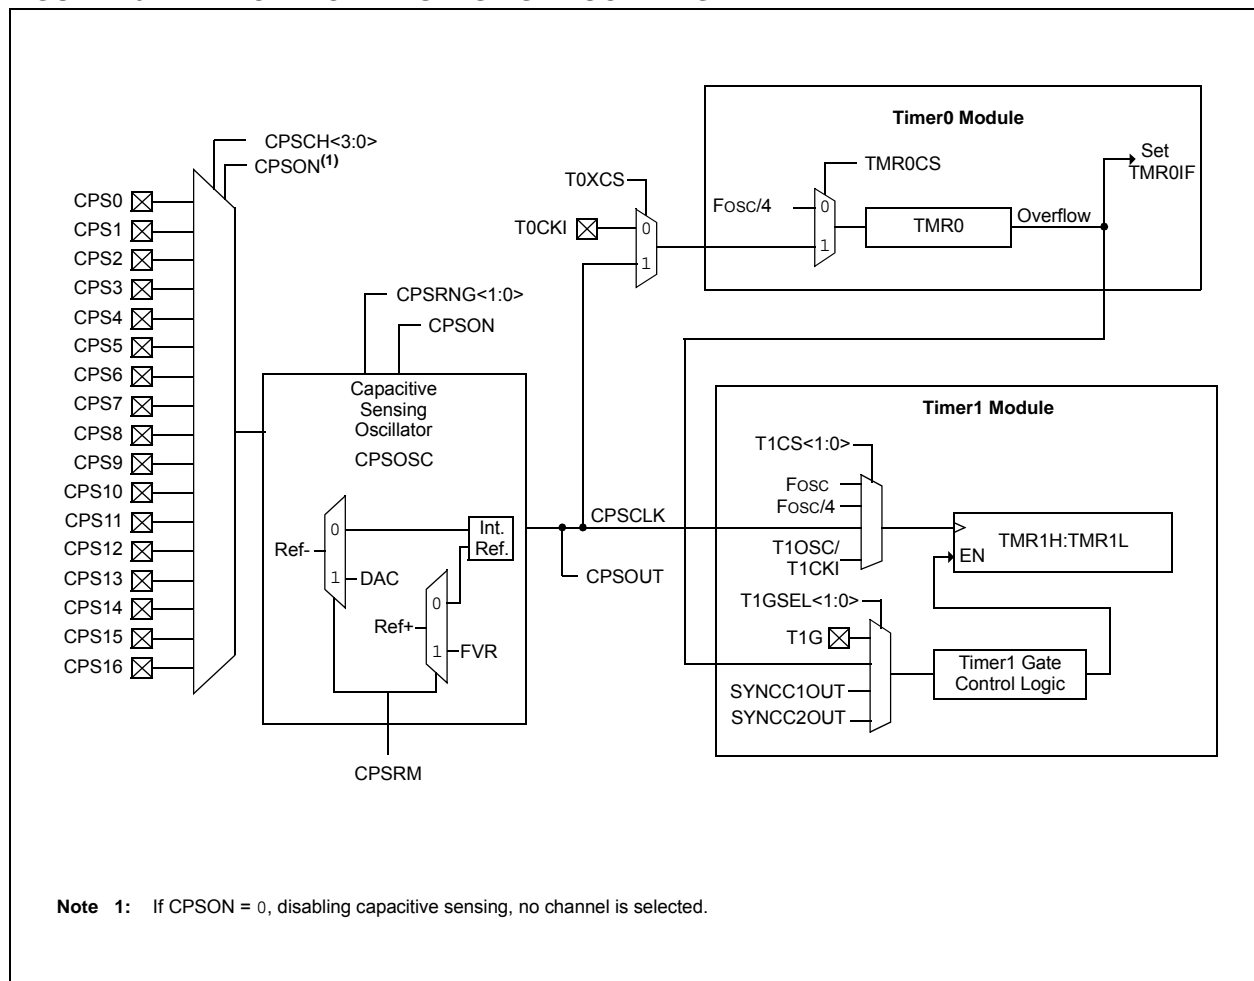 CPSCH<3:0>
CPSON(1)
CPS0
CPS1
CPS2
CPS3
CPS4
CPS5
CPS6
CPS7
CPS8
CPS9
CPS10
CPS11
CPS12
CPS13
CPS14
CPS15
CPS16
CPSRNG<1:0>
CPSON
Capacitive
Sensing
Oscillator
CPSOSC
0
Ref-
1
DAC
Int.
Ref.
0
Ref+
1
FVR
CPSRM
CPSCLK
CPSOUT
T0XCS
T0CKI
0
1
Timer0 Module
TMR0CS
FOSC/4
0
1
TMR0
Overflow
Set
TMR0IF
Timer1 Module
T1CS<1:0>
FOSC
FOSC/4
T1OSC/
T1CKI
TMR1H:TMR1L
EN
T1GSEL<1:0>
T1G
SYNCC1OUT
SYNCC2OUT
Timer1 Gate
Control Logic
Note 1: If CPSON = 0, disabling capacitive sensing, no channel is selected.